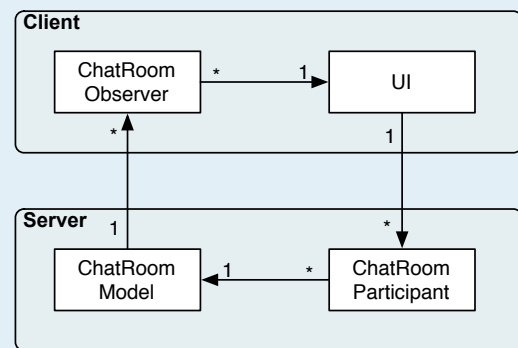 Client
ChatRoom
Observer
*
1
UI
*
1
1
*
Server
ChatRoom
Model
1
*
ChatRoom
Participant